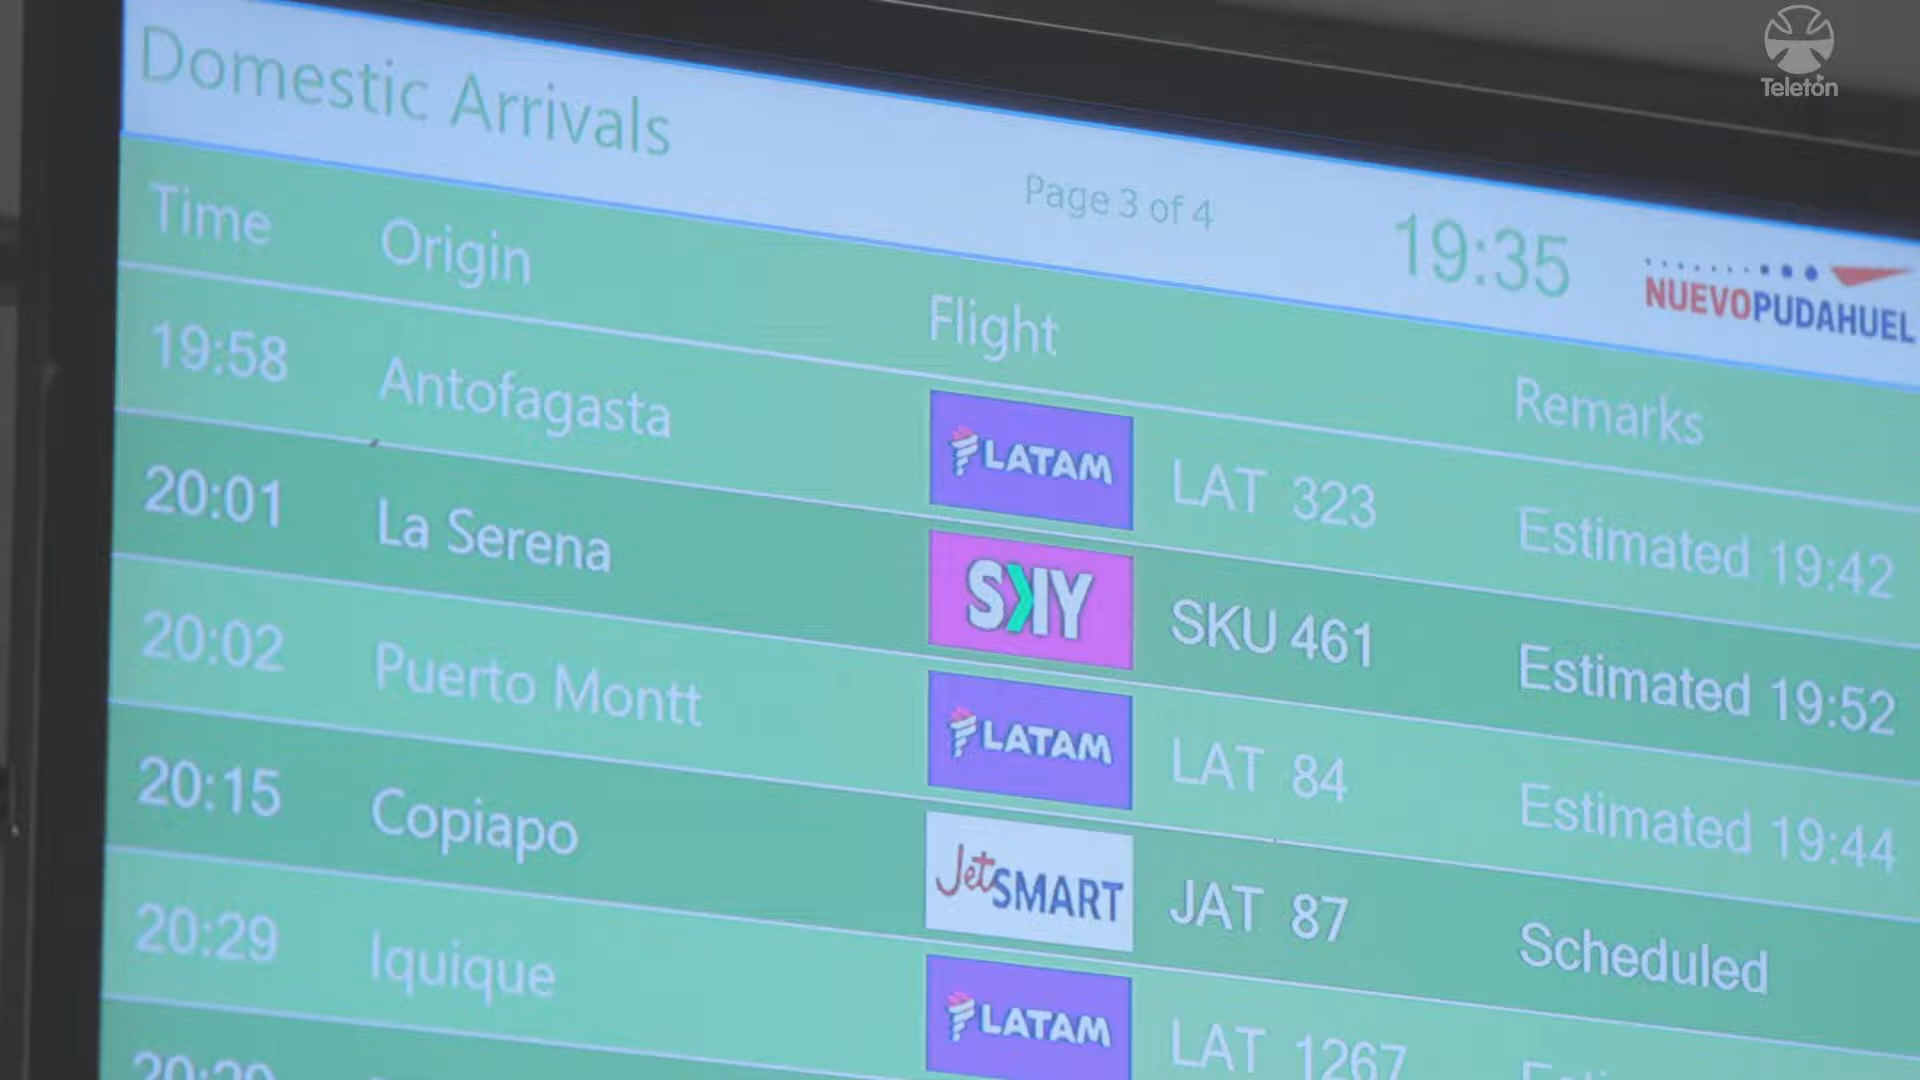 Teletón
Domestic Arrivals
Page 3 of 4
19:35
NUEVOPUDAHUEL
Time Origin Flight Remarks
19:58 Antofagasta LATAM LAT 323 Estimated 19:42
20:01 La Serena SKY SKU 461 Estimated 19:52
20:02 Puerto Montt LATAM LAT 84 Estimated 19:44
20:15 Copiapo JetSMART JAT 87 Scheduled
20:29 Iquique LATAM LAT 1267